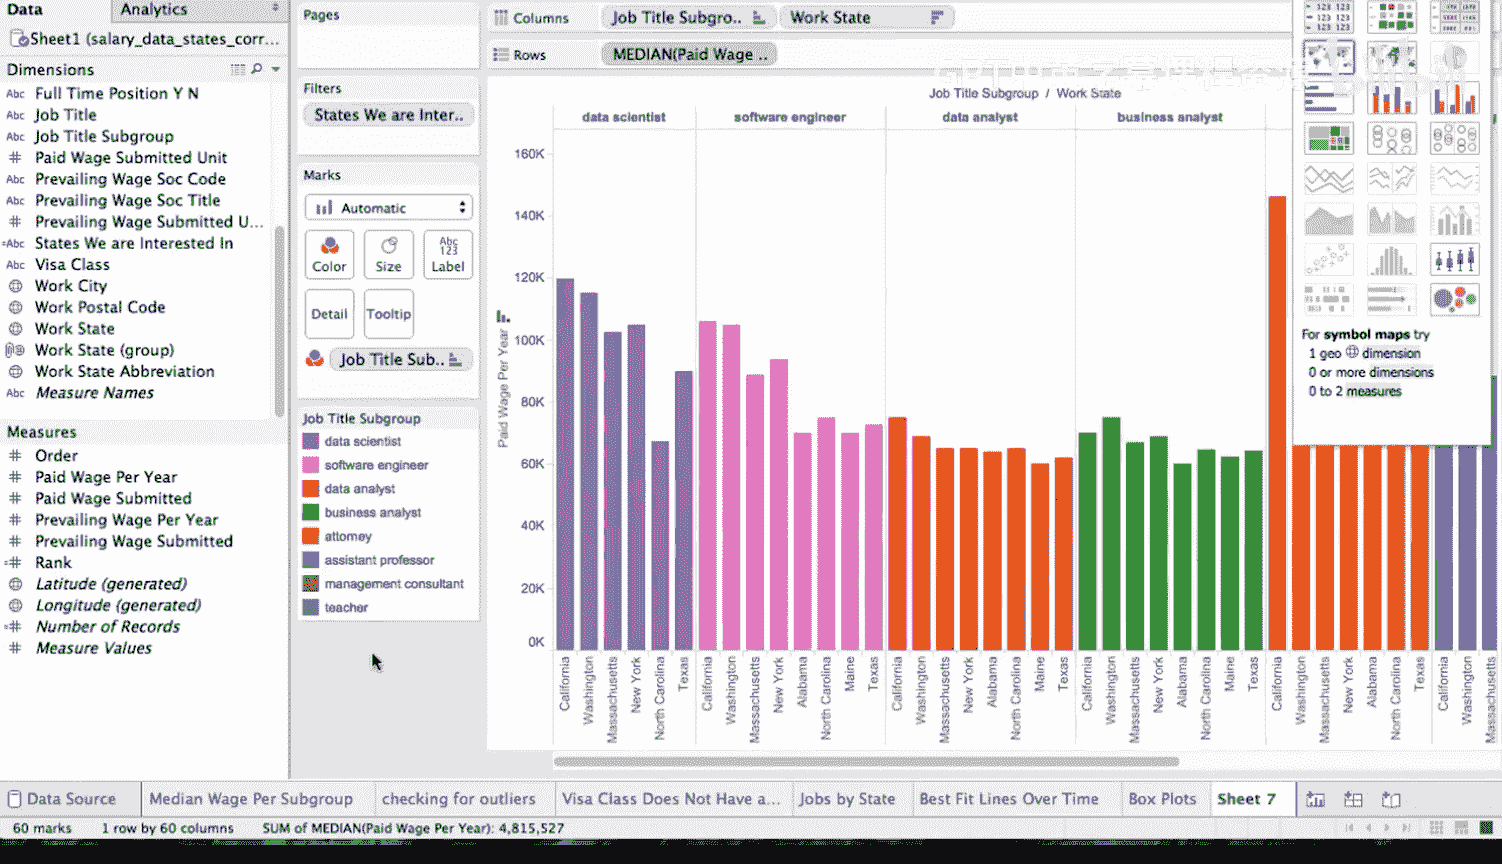 Data
Analytics
Sheet1 (salary_data_states_corr...
Dimensions
Abc Full Time Position Y N
Abc Job Title
Abc Job Title Subgroup
# Paid Wage Submitted Unit
Abc Prevailing Wage Soc Code
Abc Prevailing Wage Soc Title
# Prevailing Wage Submitted U...
=Abc States We are Interested In
Abc Visa Class
Work City
Work Postal Code
Work State
Work State (group)
Work State Abbreviation
Abc Measure Names
Measures
# Order
# Paid Wage Per Year
# Paid Wage Submitted
# Prevailing Wage Per Year
# Prevailing Wage Submitted
=# Rank
Latitude (generated)
Longitude (generated)
=# Number of Records
# Measure Values
Pages
Filters
States We are Inter..
Marks
Automatic
Color
Size
Abc
123
Label
Detail
Tooltip
Job Title Sub..
Job Title Subgroup
data scientist
software engineer
data analyst
business analyst
attorney
assistant professor
management consultant
teacher
Columns
Job Title Subgro..
Work State
Rows
MEDIAN(Paid Wage ..
Job Title Subgroup / Work State
data scientist
software engineer
data analyst
business analyst
Paid Wage Per Year
160K
140K
120K
100K
80K
60K
40K
20K
0K
California
Washington
Massachusetts
New York
North Carolina
Texas
California
Washington
Massachusetts
New York
Alabama
North Carolina
Maine
Texas
California
Washington
Massachusetts
New York
Alabama
North Carolina
Maine
Texas
California
Washington
Massachusetts
New York
Alabama
North Carolina
Maine
Texas
California
Washington
Massachusetts
New York
Alabama
North Carolina
Texas
California
Washington
Massachusetts
For symbol maps try
1 geo dimension
0 or more dimensions
0 to 2 measures
Data Source
Median Wage Per Subgroup
checking for outliers
Visa Class Does Not Have a...
Jobs by State
Best Fit Lines Over Time
Box Plots
Sheet 7
60 marks
1 row by 60 columns
SUM of MEDIAN(Paid Wage Per Year): 4,815,527